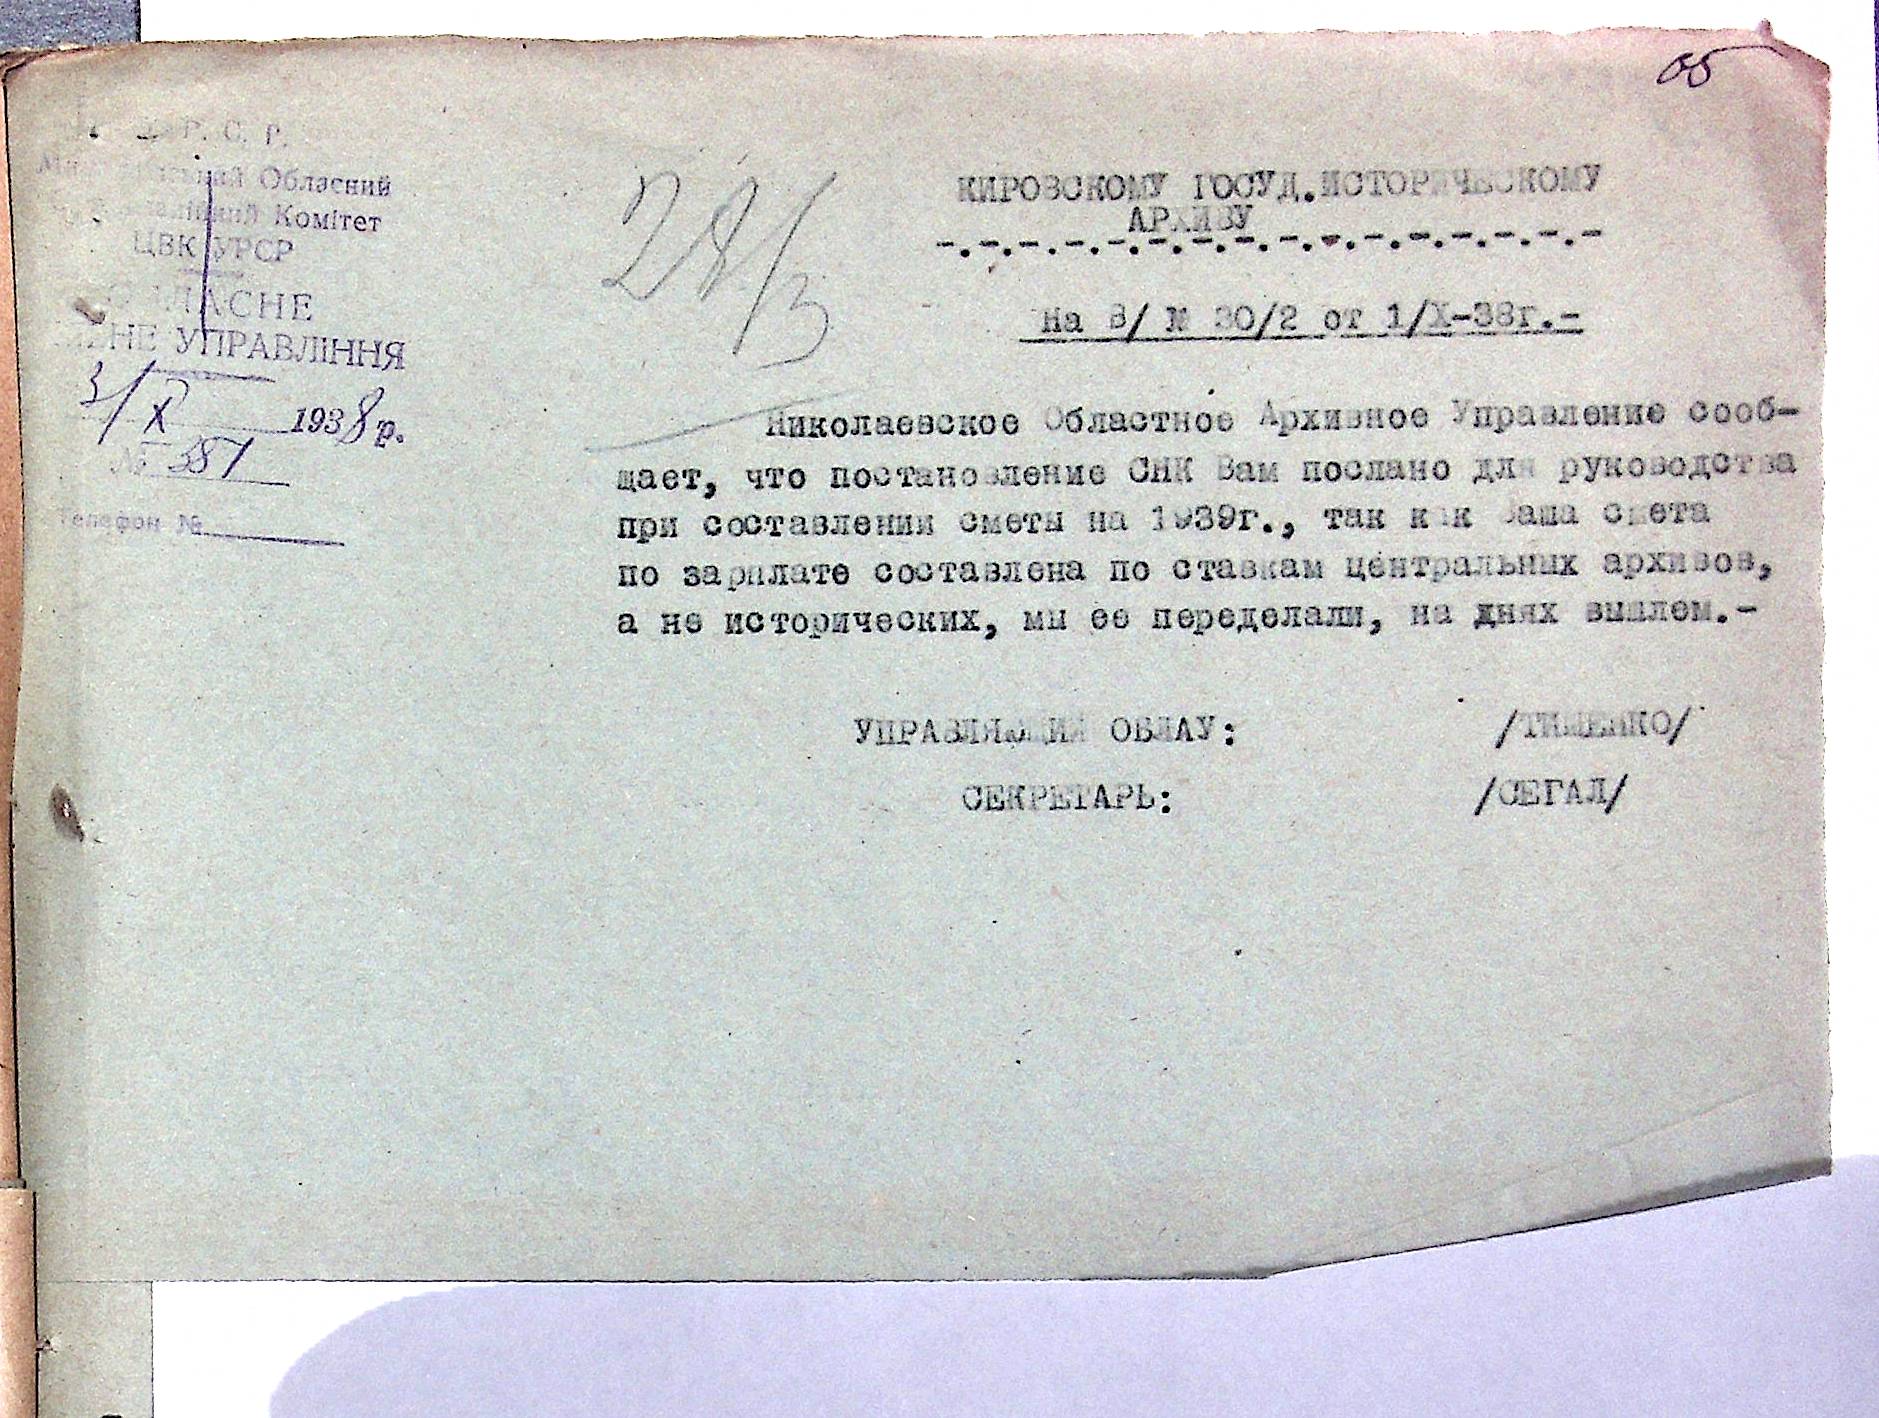 Р. С. Р.
Обласний
Комітет
ЦВК УРСР
ОБЛАСНЕ
УПРАВЛІННЯ
3/X 1938 р.
№ 381
Телефон №
28/3
КИРОВСКОМУ ГОСУД.ИСТОРИЧЕСКОМУ
АРХИВУ
-.-.-.-.-.-.-.-.-.-.-.-.-.-.-.-
На В/ № 30/2 от 1/X-38г.-
Николаевское Областное Архивное Управление сооб-
щает, что постановление СНК Вам послано для руководства
при составлении сметы на 1939г., так как Ваша смета
по зарплате составлена по ставкам центральных архивов,
а не исторических, мы ее переделали, на днях вышлем.-
УПРАВЛЯЮЩИЙ ОБЛАУ: /ТИМЕНКО/
СЕКРЕТАРЬ: /СЕГАЛ/